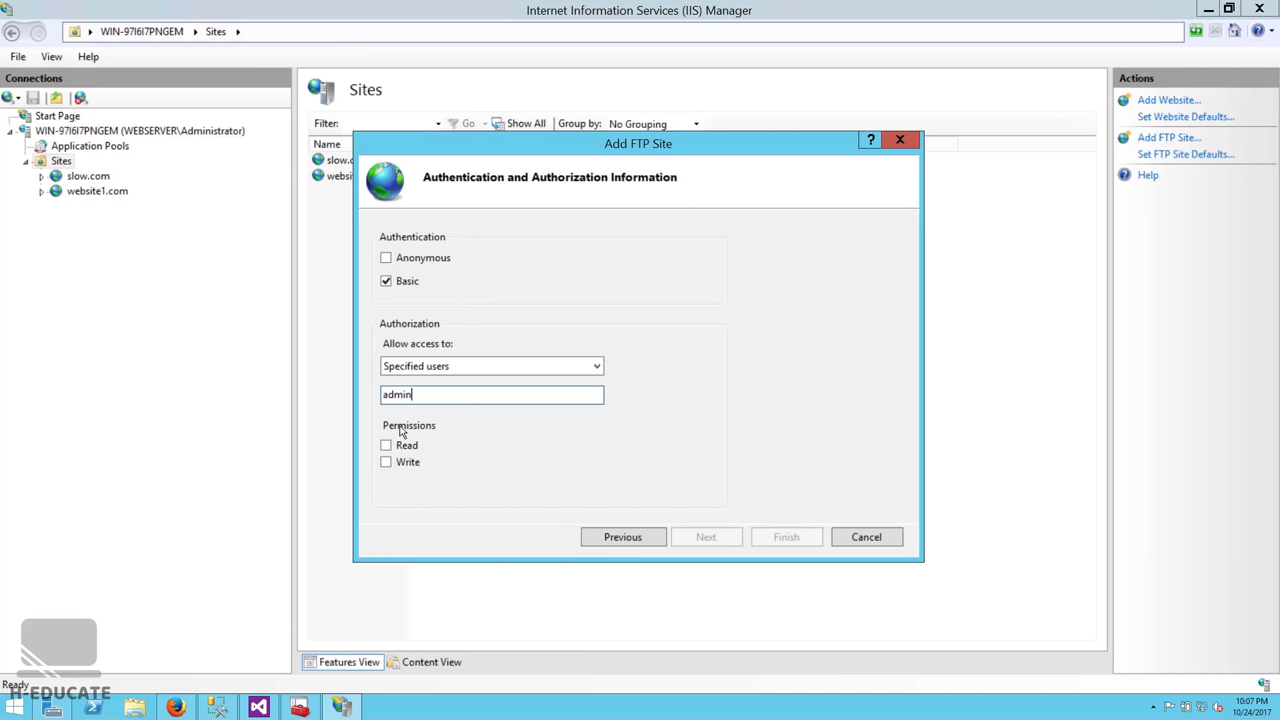 Internet Information Services (IIS) Manager
WIN-97I6I7PNGEM Sites
File View Help
Connections
Start Page
WIN-97I6I7PNGEM (WEBSERVER\Administrator)
Application Pools
Sites
slow.com
website1.com
Sites
Filter: Go Show All Group by: No Grouping
Name
slow.c
websit
Add FTP Site
?
Authentication and Authorization Information
Authentication
Anonymous
Basic
Authorization
Allow access to:
Specified users
admin
Permissions
Read
Write
Previous Next Finish Cancel
Features View Content View
Actions
Add Website...
Set Website Defaults...
Add FTP Site...
Set FTP Site Defaults...
Help
Ready
H-EDUCATE
10:07 PM
10/24/2017